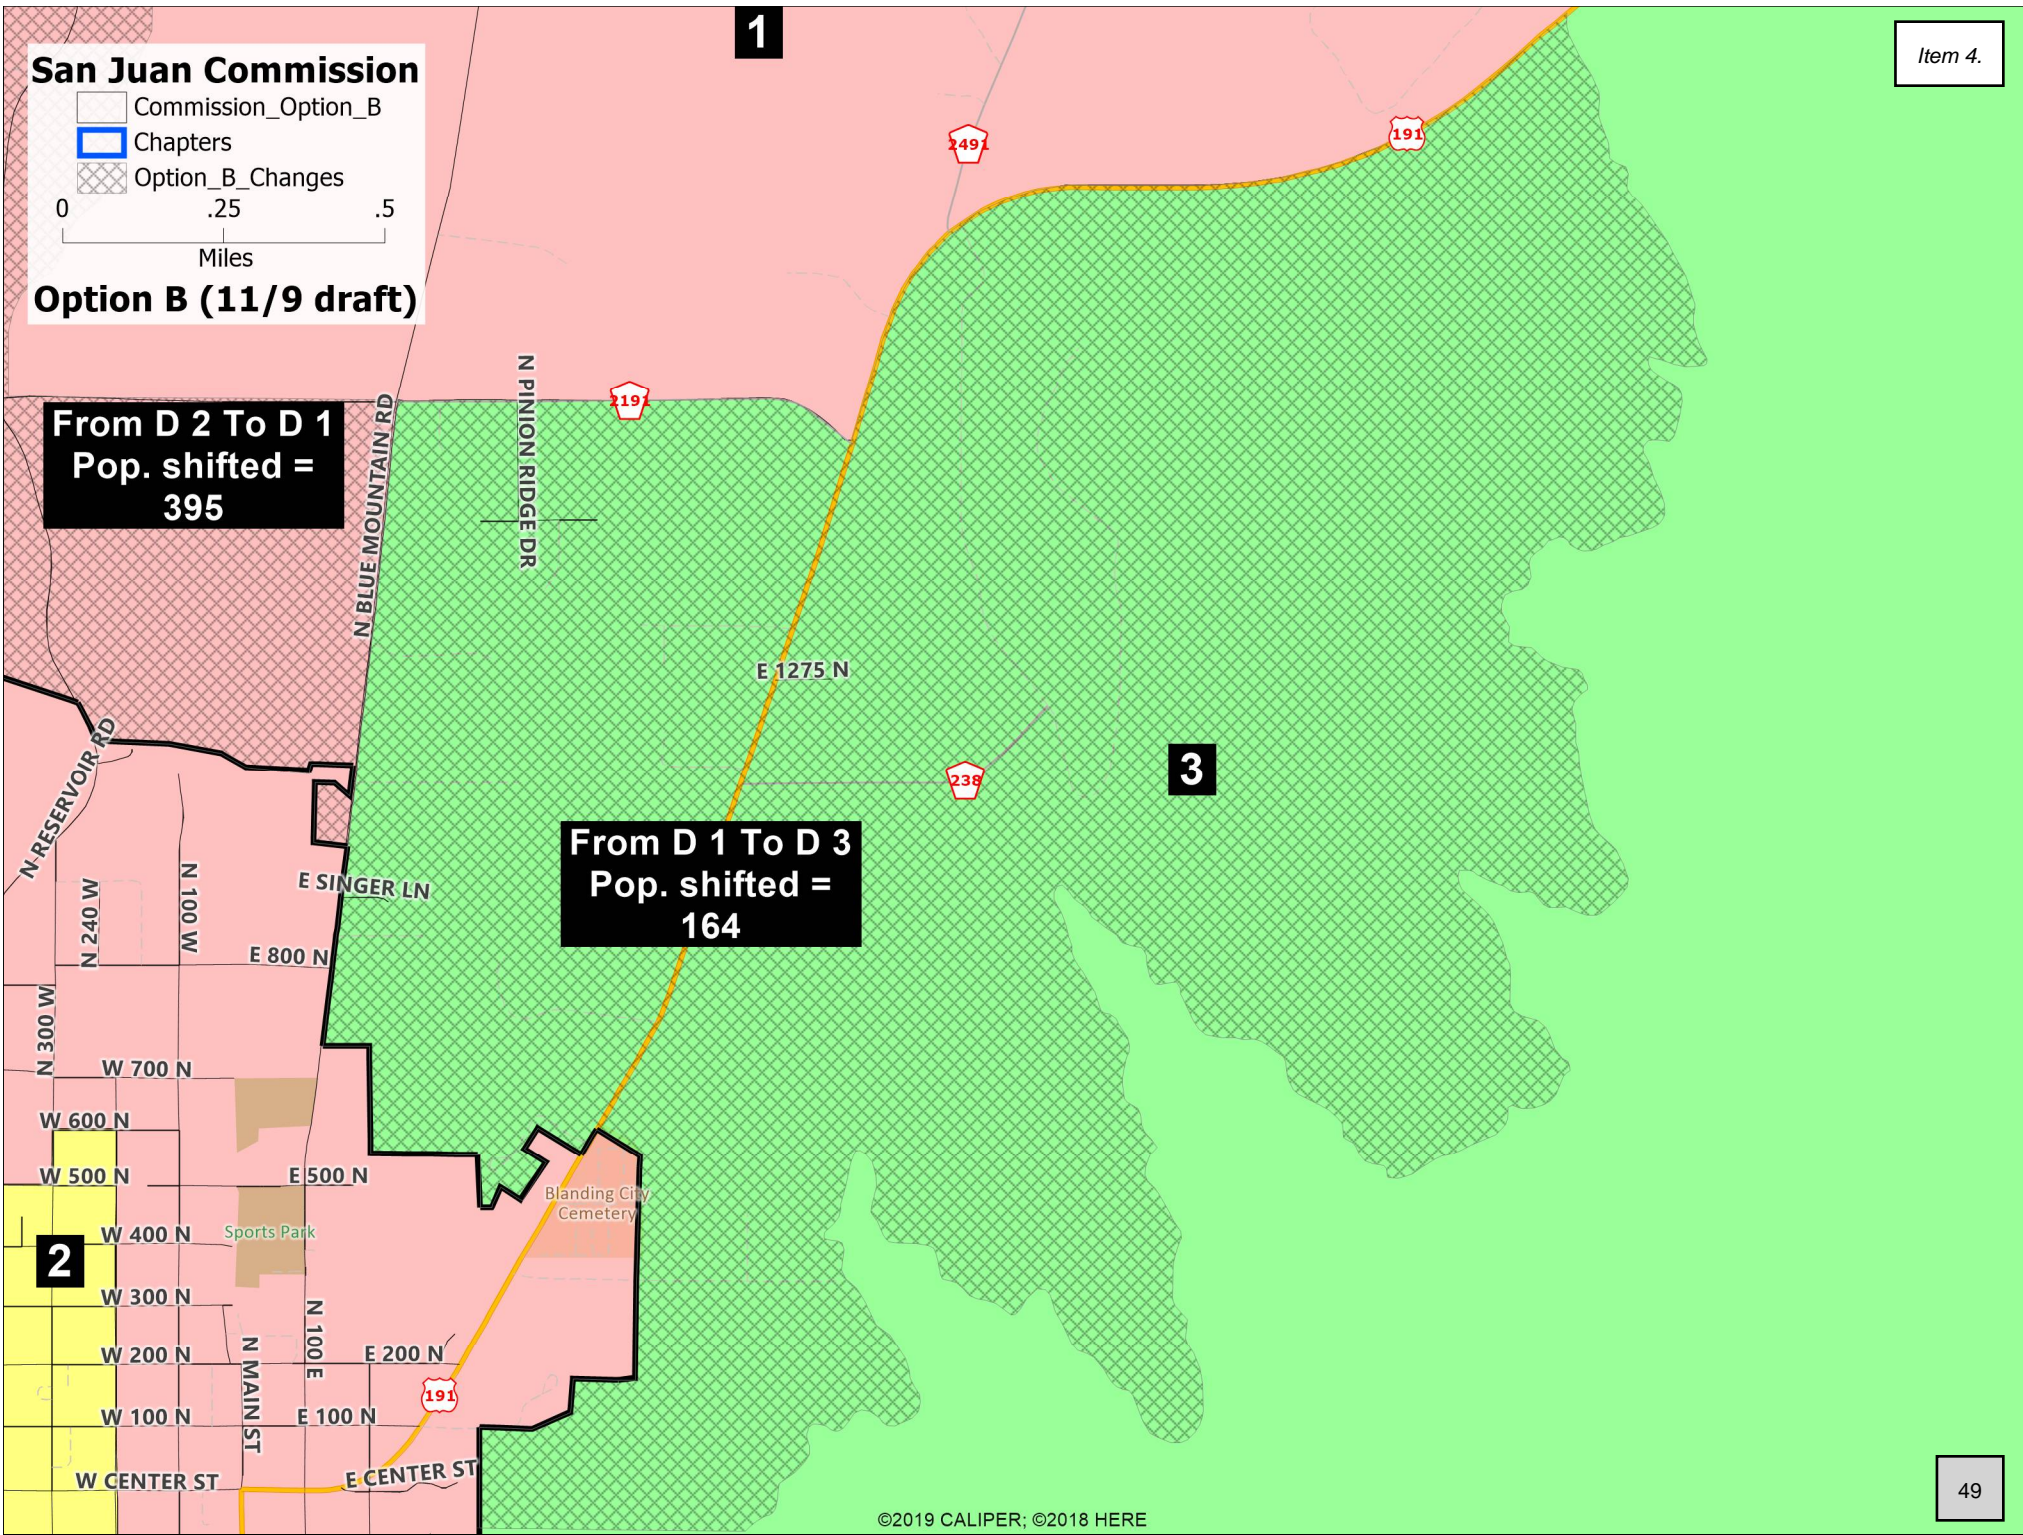 1
Item 4.
San Juan Commission
Commission_Option_B
Chapters
Option_B_Changes
0 .25 .5
Miles
Option B (11/9 draft)
2491
191
N PINION RIDGE DR
2191
N BLUE MOUNTAIN RD
From D 2 To D 1
Pop. shifted =
395
E 1275 N
N RESERVOIR RD
238
3
From D 1 To D 3
Pop. shifted =
164
E SINGER LN
N 240 W
N 100 W
E 800 N
N 300 W
W 700 N
W 600 N
W 500 N
E 500 N
Blanding City
Cemetery
Sports Park
W 400 N
2
W 300 N
N 100 E
N MAIN ST
W 200 N
E 200 N
191
W 100 N
E 100 N
W CENTER ST
E CENTER ST
49
©2019 CALIPER; ©2018 HERE